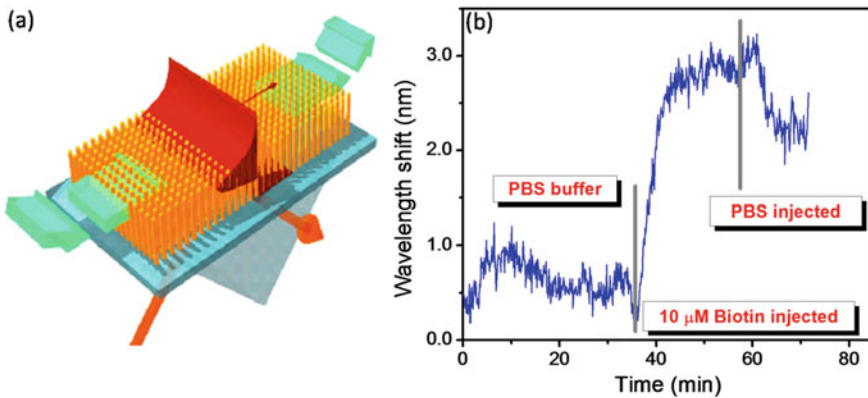 (a)
(b)
Wavelength shift (nm)
3.0
2.0
1.0
0.0
PBS buffer
PBS injected
10 μM Biotin injected
0
20
40
60
80
Time (min)